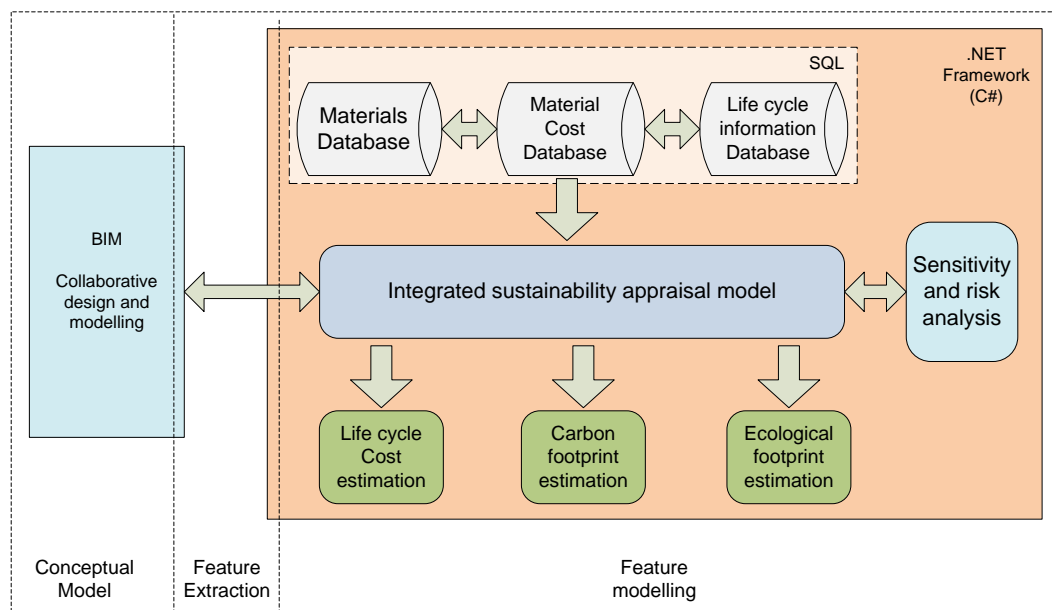 SQL
.NET
Framework
(C#)
Materials
Database
Material
Cost
Database
Life cycle
information
Database
BIM
Collaborative
design and
modelling
Integrated sustainability appraisal model
Sensitivity
and risk
analysis
Life cycle
Cost
estimation
Carbon
footprint
estimation
Ecological
footprint
estimation
Conceptual
Model
Feature
Extraction
Feature
modelling